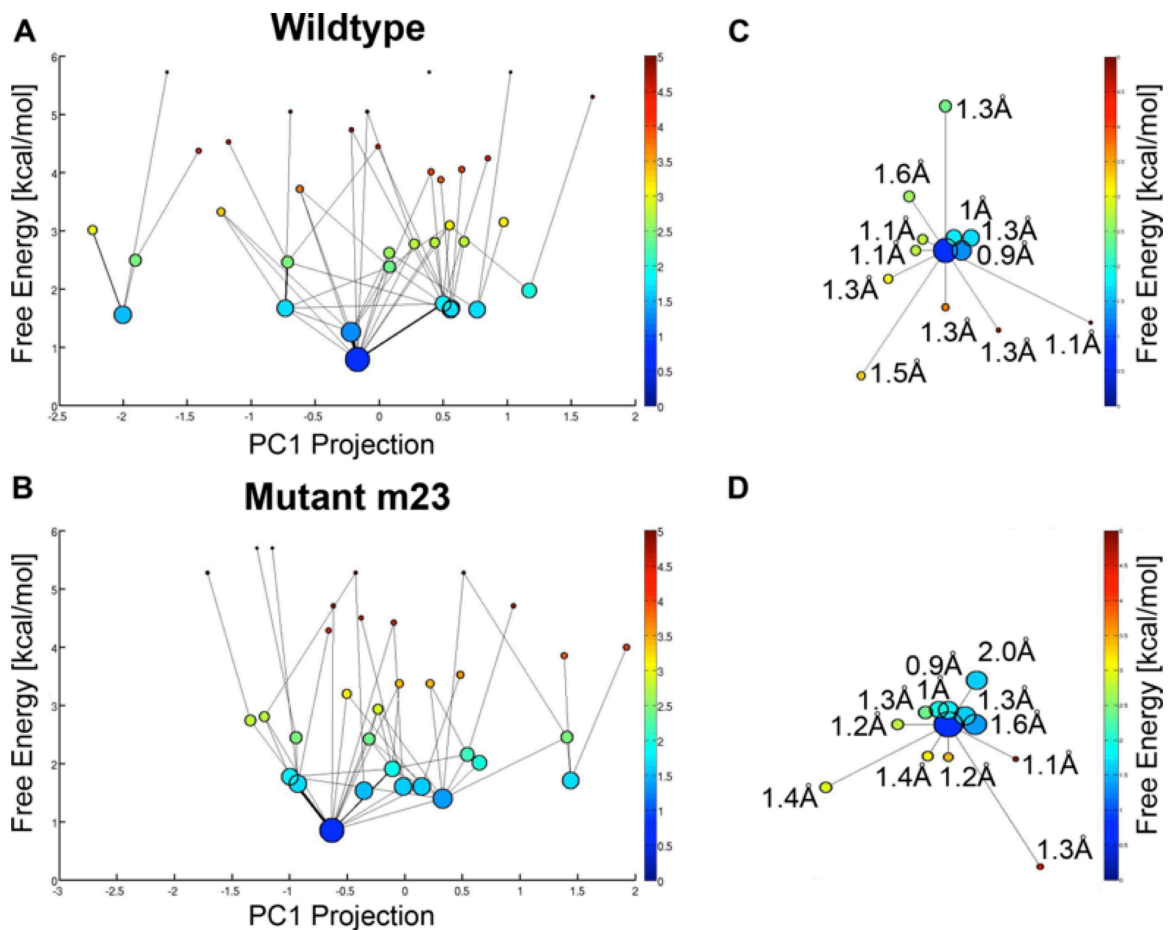 A
Wildtype
Free Energy [kcal/mol]
6
5
4
3
2
1
0
-2.5 -2 -1.5 -1 -0.5 0 0.5 1 1.5 2
PC1 Projection
5
4.5
4
3.5
3
2.5
2
1.5
1
0.5
0
C
1.3Å
1.6Å
1Å
1.1Å 1.3Å
1.1Å 0.9Å
1.3Å
1.3Å
1.3Å 1.1Å
1.5Å
Free Energy [kcal/mol]
B
Mutant m23
Free Energy [kcal/mol]
6
5
4
3
2
1
0
-3 -2.5 -2 -1.5 -1 -0.5 0 0.5 1 1.5 2
PC1 Projection
5
4.5
4
3.5
3
2.5
2
1.5
1
0.5
0
D
2.0Å
0.9Å
1.3Å 1Å 1.3Å
1.2Å 1.6Å
1.4Å 1.2Å 1.1Å
1.4Å
1.3Å
Free Energy [kcal/mol]